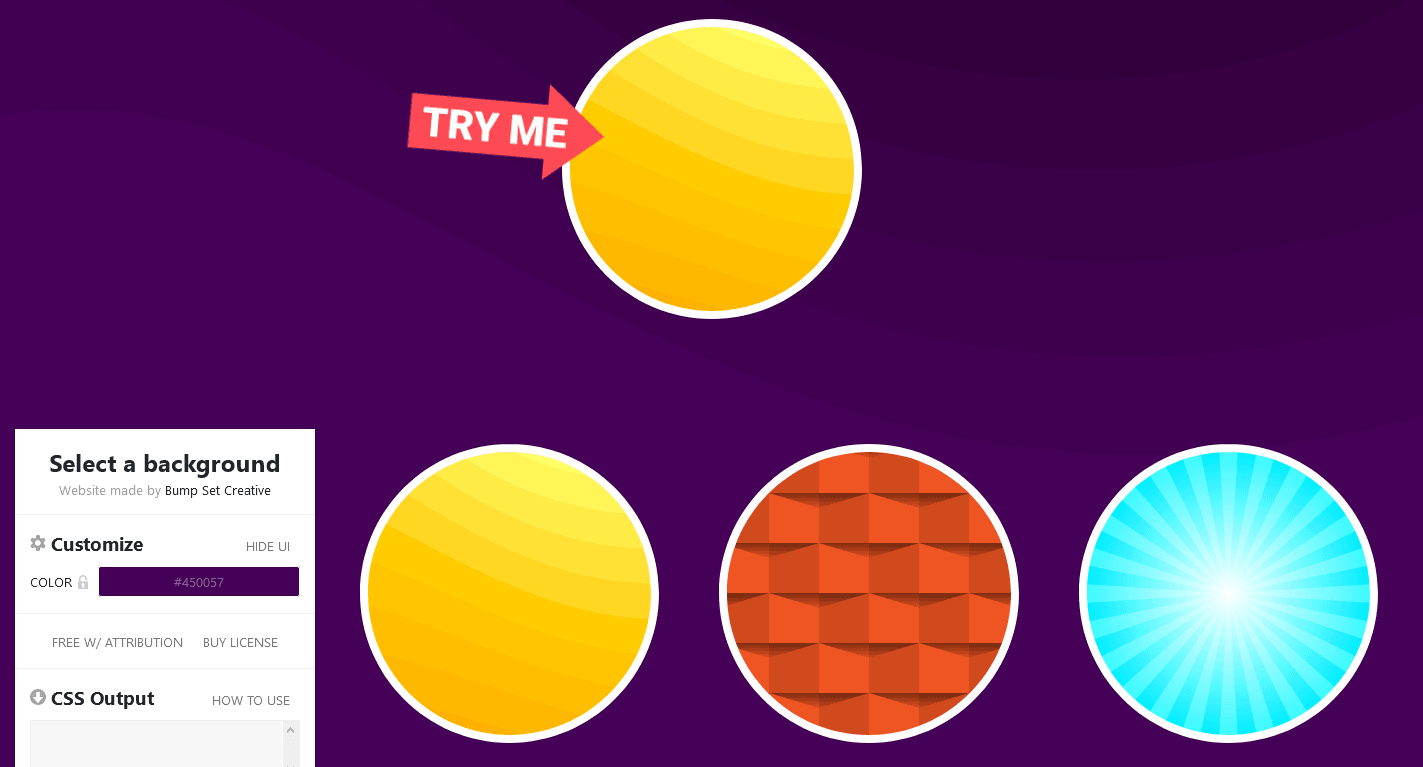 TRY ME
Select a background
Website made by Bump Set Creative
Customize
HIDE UI
COLOR
#450057
FREE W/ ATTRIBUTION
BUY LICENSE
CSS Output
HOW TO USE